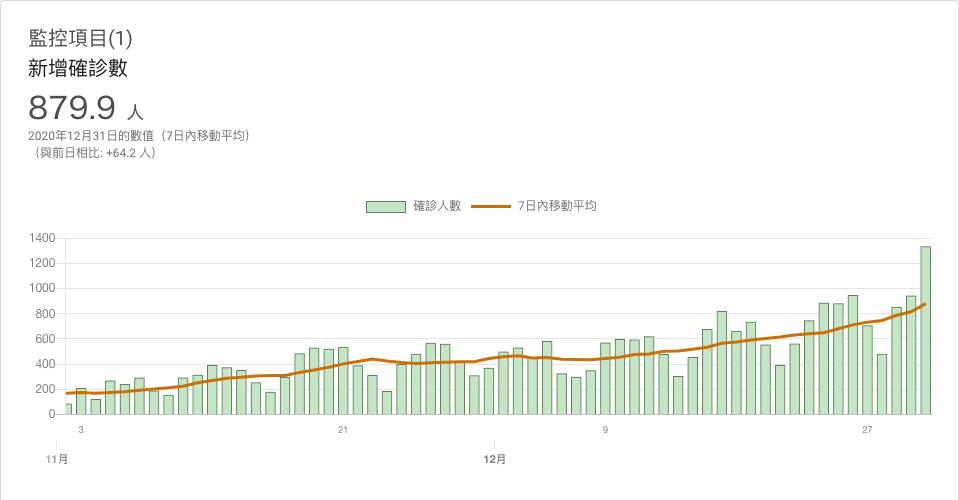 監控項目(1)
新增確診數
879.9 人
2020年12月31日的數值（7日內移動平均）
（與前日相比: +64.2 人）
確診人數 7日內移動平均
1400
1200
1000
800
600
400
200
0
3 21 9 27
11月 12月